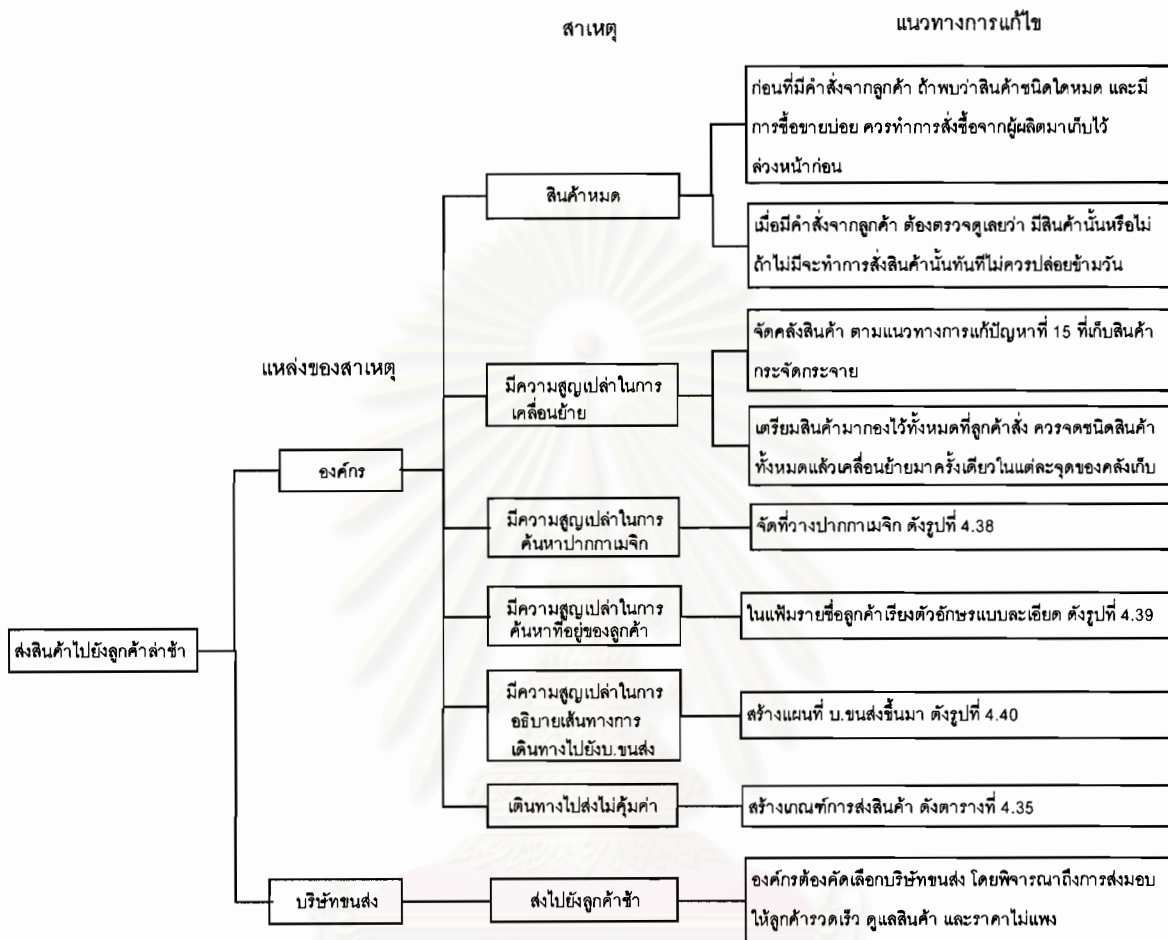 สาเหตุ
แนวทางการแก้ไข
แหล่งของสาเหตุ
ส่งสินค้าไปยังลูกค้าล่าช้า
องค์กร
สินค้าหมด
ก่อนที่มีคำสั่งจากลูกค้า ถ้าพบว่าสินค้าชนิดใดหมด และมี
การซื้อขายบ่อย ควรทำการสั่งซื้อจากผู้ผลิตมาเก็บไว้
ล่วงหน้าก่อน
เมื่อมีคำสั่งจากลูกค้า ต้องตรวจดูเลยว่า มีสินค้านั้นหรือไม่
ถ้าไม่มีจะทำการสั่งสินค้านั้นทันทีไม่ควรปล่อยข้ามวัน
มีความสูญเปล่าในการ
เคลื่อนย้าย
จัดคลังสินค้า ตามแนวทางการแก้ปัญหาที่ 15 ที่เก็บสินค้า
กระจัดกระจาย
เตรียมสินค้ามากองไว้ทั้งหมดที่ลูกค้าสั่ง ควรจดชนิดสินค้า
ทั้งหมดแล้วเคลื่อนย้ายมาครั้งเดียวในแต่ละจุดของคลังเก็บ
มีความสูญเปล่าในการ
ค้นหาปากกาเมจิก
จัดที่วางปากกาเมจิก ดังรูปที่ 4.38
มีความสูญเปล่าในการ
ค้นหาที่อยู่ของลูกค้า
ในแฟ้มรายชื่อลูกค้าเรียงตัวอักษรแบบละเอียด ดังรูปที่ 4.39
มีความสูญเปล่าในการ
อธิบายเส้นทางการ
เดินทางไปยังบ.ขนส่ง
สร้างแผนที่ บ.ขนส่งขึ้นมา ดังรูปที่ 4.40
เดินทางไปส่งไม่คุ้มค่า
สร้างเกณฑ์การส่งสินค้า ดังตารางที่ 4.35
บริษัทขนส่ง
ส่งไปยังลูกค้าช้า
องค์กรต้องคัดเลือกบริษัทขนส่ง โดยพิจารณาถึงการส่งมอบ
ให้ลูกค้ารวดเร็ว ดูแลสินค้า และราคาไม่แพง